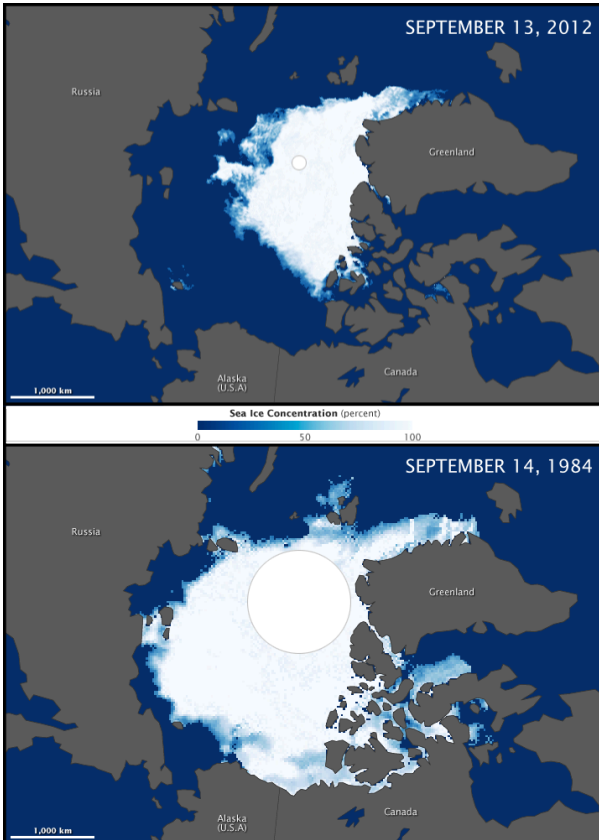 SEPTEMBER 13, 2012
Russia
Greenland
Alaska
(U.S.A)
Canada
1,000 km
Sea Ice Concentration (percent)
0 50 100
SEPTEMBER 14, 1984
Russia
Greenland
Alaska
(U.S.A)
Canada
1,000 km